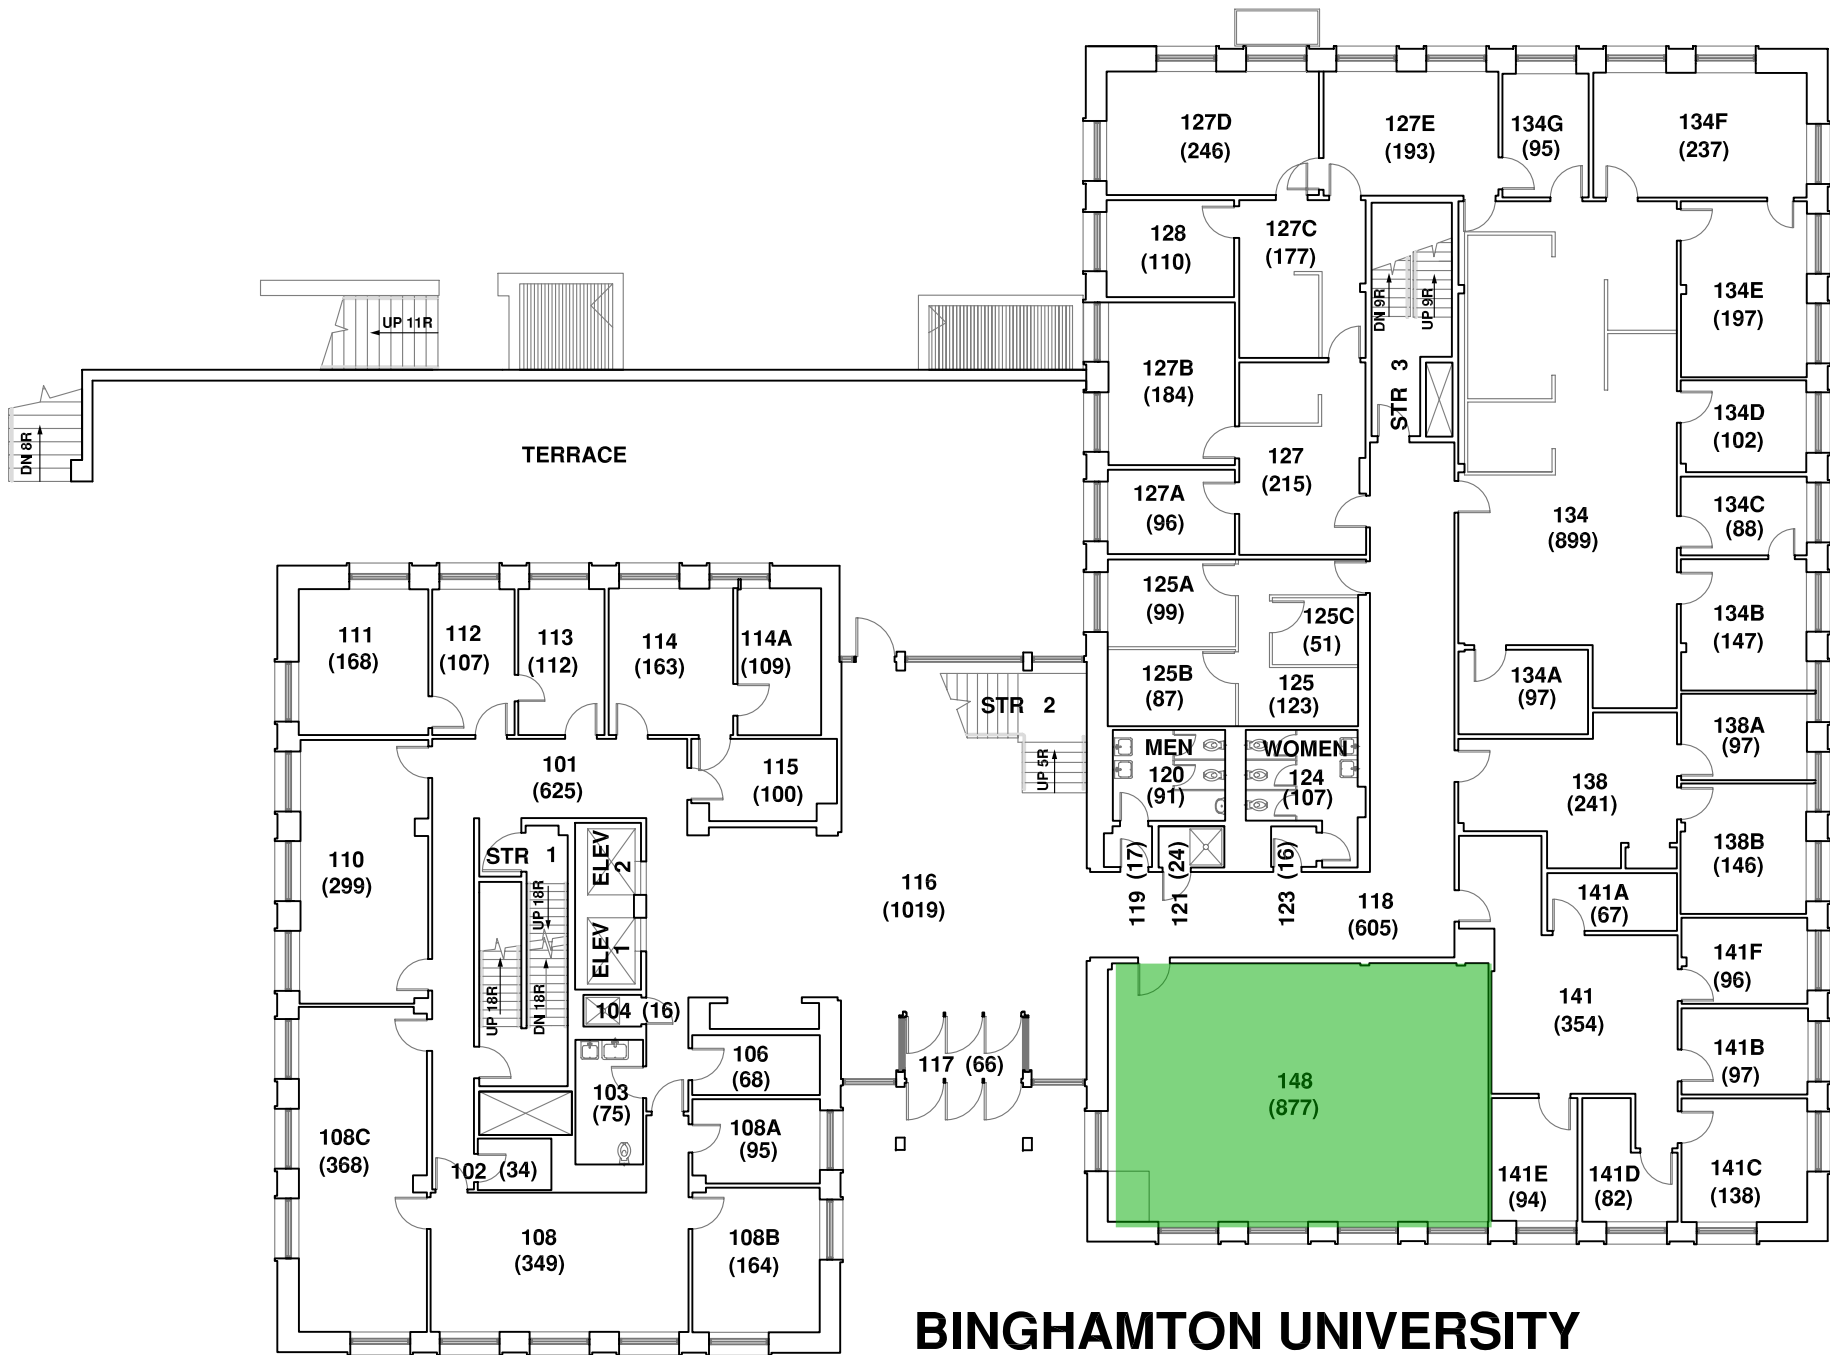 127D
(246)
127E
(193)
134G
(95)
134F
(237)
128
(110)
127C
(177)
134E
(197)
DN 9R
UP 9R
UP 11R
127B
(184)
STR 3
134D
(102)
DN 8R
TERRACE
127
(215)
127A
(96)
134
(899)
134C
(88)
125A
(99)
125C
(51)
134B
(147)
111
(168)
112
(107)
113
(112)
114
(163)
114A
(109)
125B
(87)
125
(123)
134A
(97)
STR 2
UP 5R
138A
(97)
MEN
120
(91)
WOMEN
124
(107)
101
(625)
115
(100)
138
(241)
138B
(146)
STR 1
ELEV
2
110
(299)
UP 18R
116
(1019)
119 (17)
121 (24)
123 (16)
118
(605)
141A
(67)
ELEV
1
141F
(96)
UP 18R
DN 18R
104 (16)
141
(354)
106
(68)
117 (66)
141B
(97)
103
(75)
148
(877)
108C
(368)
108A
(95)
102 (34)
141E
(94)
141D
(82)
141C
(138)
108
(349)
108B
(164)
BINGHAMTON UNIVERSITY